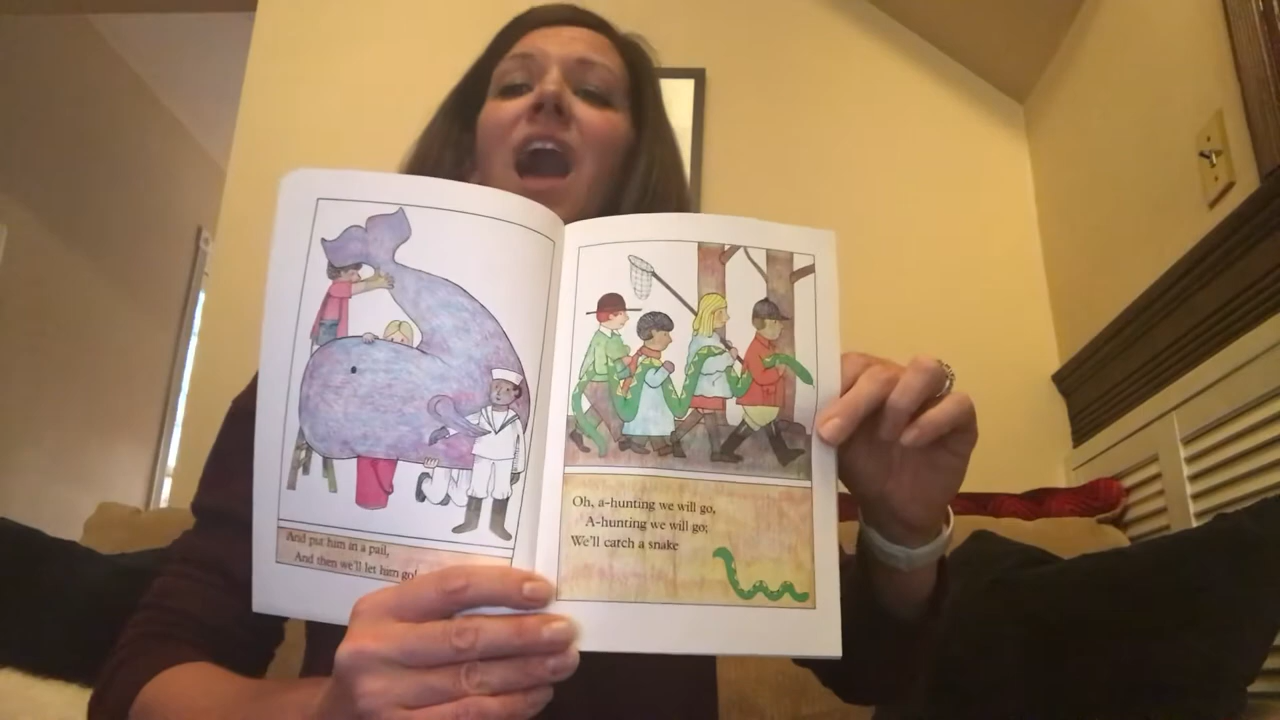 And put him in a pail,
And then we'll let him go!
Oh, a-hunting we will go,
A-hunting we will go;
We'll catch a snake